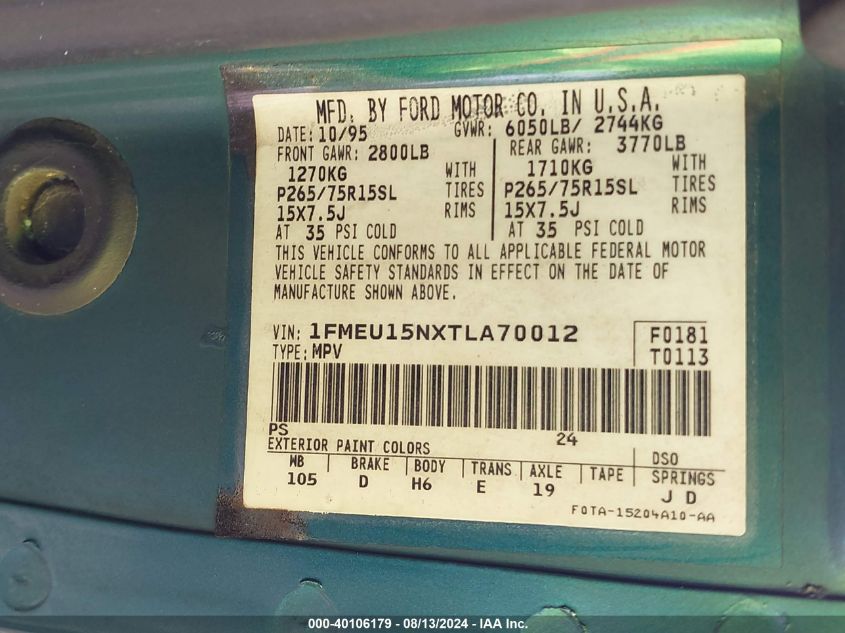 MFD. BY FORD MOTOR CO. IN U.S.A.
DATE: 10/95 GVWR: 6050LB/ 2744KG
FRONT GAWR: 2800LB REAR GAWR: 3770LB
1270KG WITH 1710KG WITH
P265/75R15SL TIRES P265/75R15SL TIRES
15X7.5J RIMS 15X7.5J RIMS
AT 35 PSI COLD AT 35 PSI COLD
THIS VEHICLE CONFORMS TO ALL APPLICABLE FEDERAL MOTOR
VEHICLE SAFETY STANDARDS IN EFFECT ON THE DATE OF
MANUFACTURE SHOWN ABOVE.
VIN: 1FMEU15NXTLA70012 F0181
TYPE: MPV T0113
PS 24
EXTERIOR PAINT COLORS DSO
WB BRAKE BODY TRANS AXLE TAPE SPRINGS
105 D H6 E 19 J D
F0TA-15204A10-AA
000-40106179 - 08/13/2024 - IAA Inc.